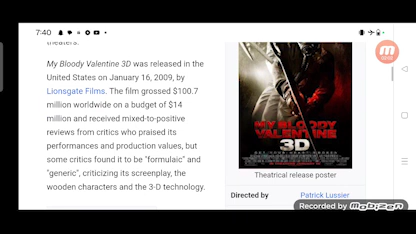 7:40
theaters.
My Bloody Valentine 3D was released in the
United States on January 16, 2009, by
Lionsgate Films. The film grossed $100.7
million worldwide on a budget of $14
million and received mixed-to-positive
reviews from critics who praised its
performances and production values, but
some critics found it to be "formulaic" and
"generic", criticizing its screenplay, the
wooden characters and the 3-D technology.
MY BLOODY
VALENTINE
3D
Theatrical release poster
Directed by Patrick Lussier
Recorded by Mobizen